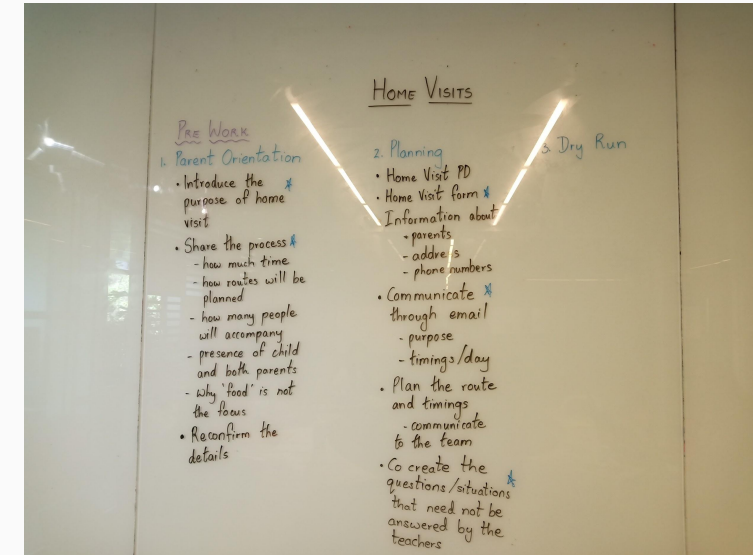 HOME VISITS
PRE WORK
1. Parent Orientation
• Introduce the *
purpose of home
visit
• Share the process *
- how much time
- how routes will be
planned
- how many people
will accompany
- presence of child
and both parents
- Why 'food' is not
the focus
• Reconfirm the
details
2. Planning
• Home Visit PD
• Home Visit form *
Information about
- parents
- address
- phone numbers
• Communicate *
through email
- purpose
- timings/day
• Plan the route
and timings
- communicate
to the team
• Co create the
questions/situations *
that need not be
answered by the
teachers
3. Dry Run